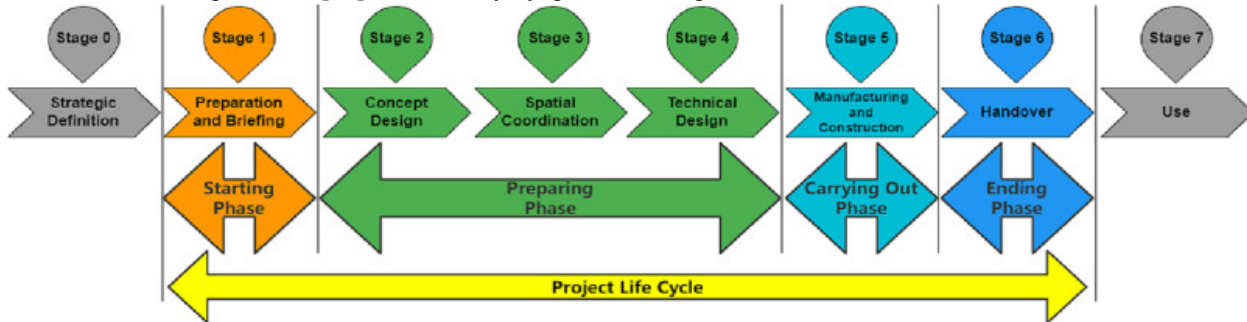 Stage 0
Stage 1
Stage 2
Stage 3
Stage 4
Stage 5
Stage 6
Stage 7
Strategic
Definition
Preparation
and Briefing
Concept
Design
Spatial
Coordination
Technical
Design
Manufacturing
and
Construction
Handover
Use
Starting
Phase
Preparing
Phase
Carrying Out
Phase
Ending
Phase
Project Life Cycle